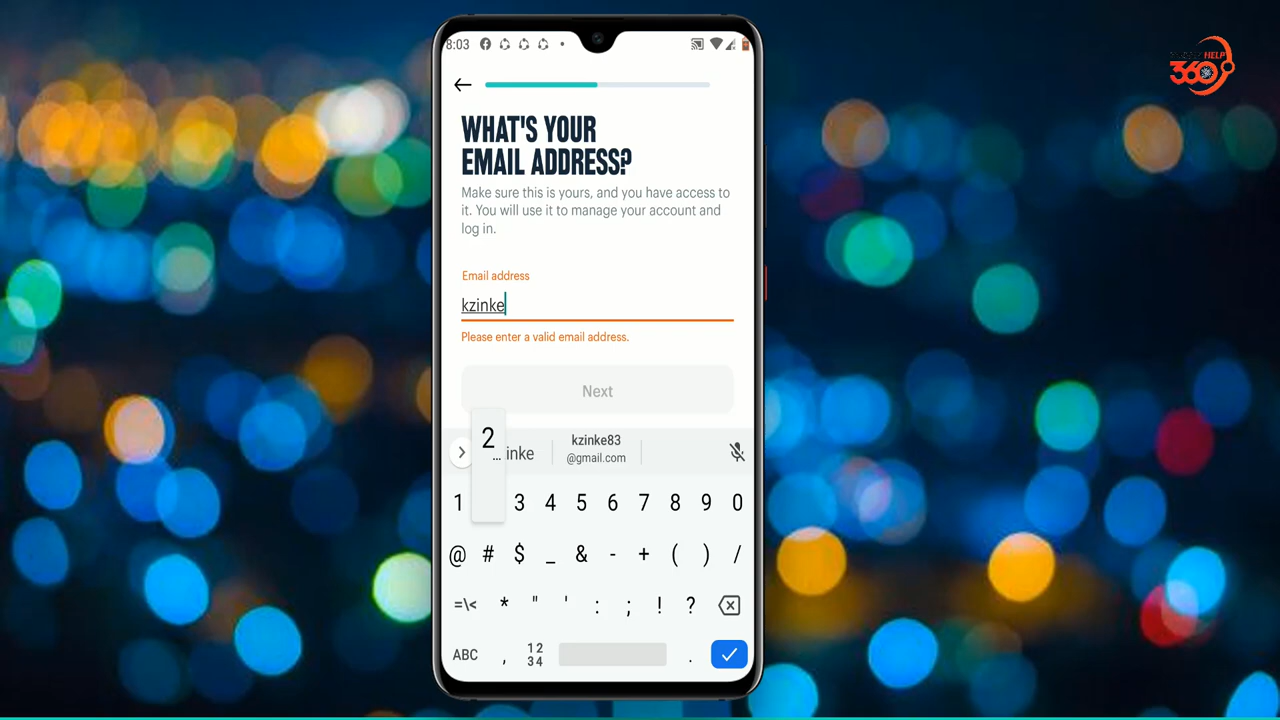 8:03
HELP
360
WHAT'S YOUR
EMAIL ADDRESS?
Make sure this is yours, and you have access to
it. You will use it to manage your account and
log in.
Email address
kzinke
Please enter a valid email address.
Next
2
... inke
kzinke83
@gmail.com
1 3 4 5 6 7 8 9 0
@ # $ _ & - + ( ) /
=\< * " ' : ; ! ?
ABC , 12 .
34